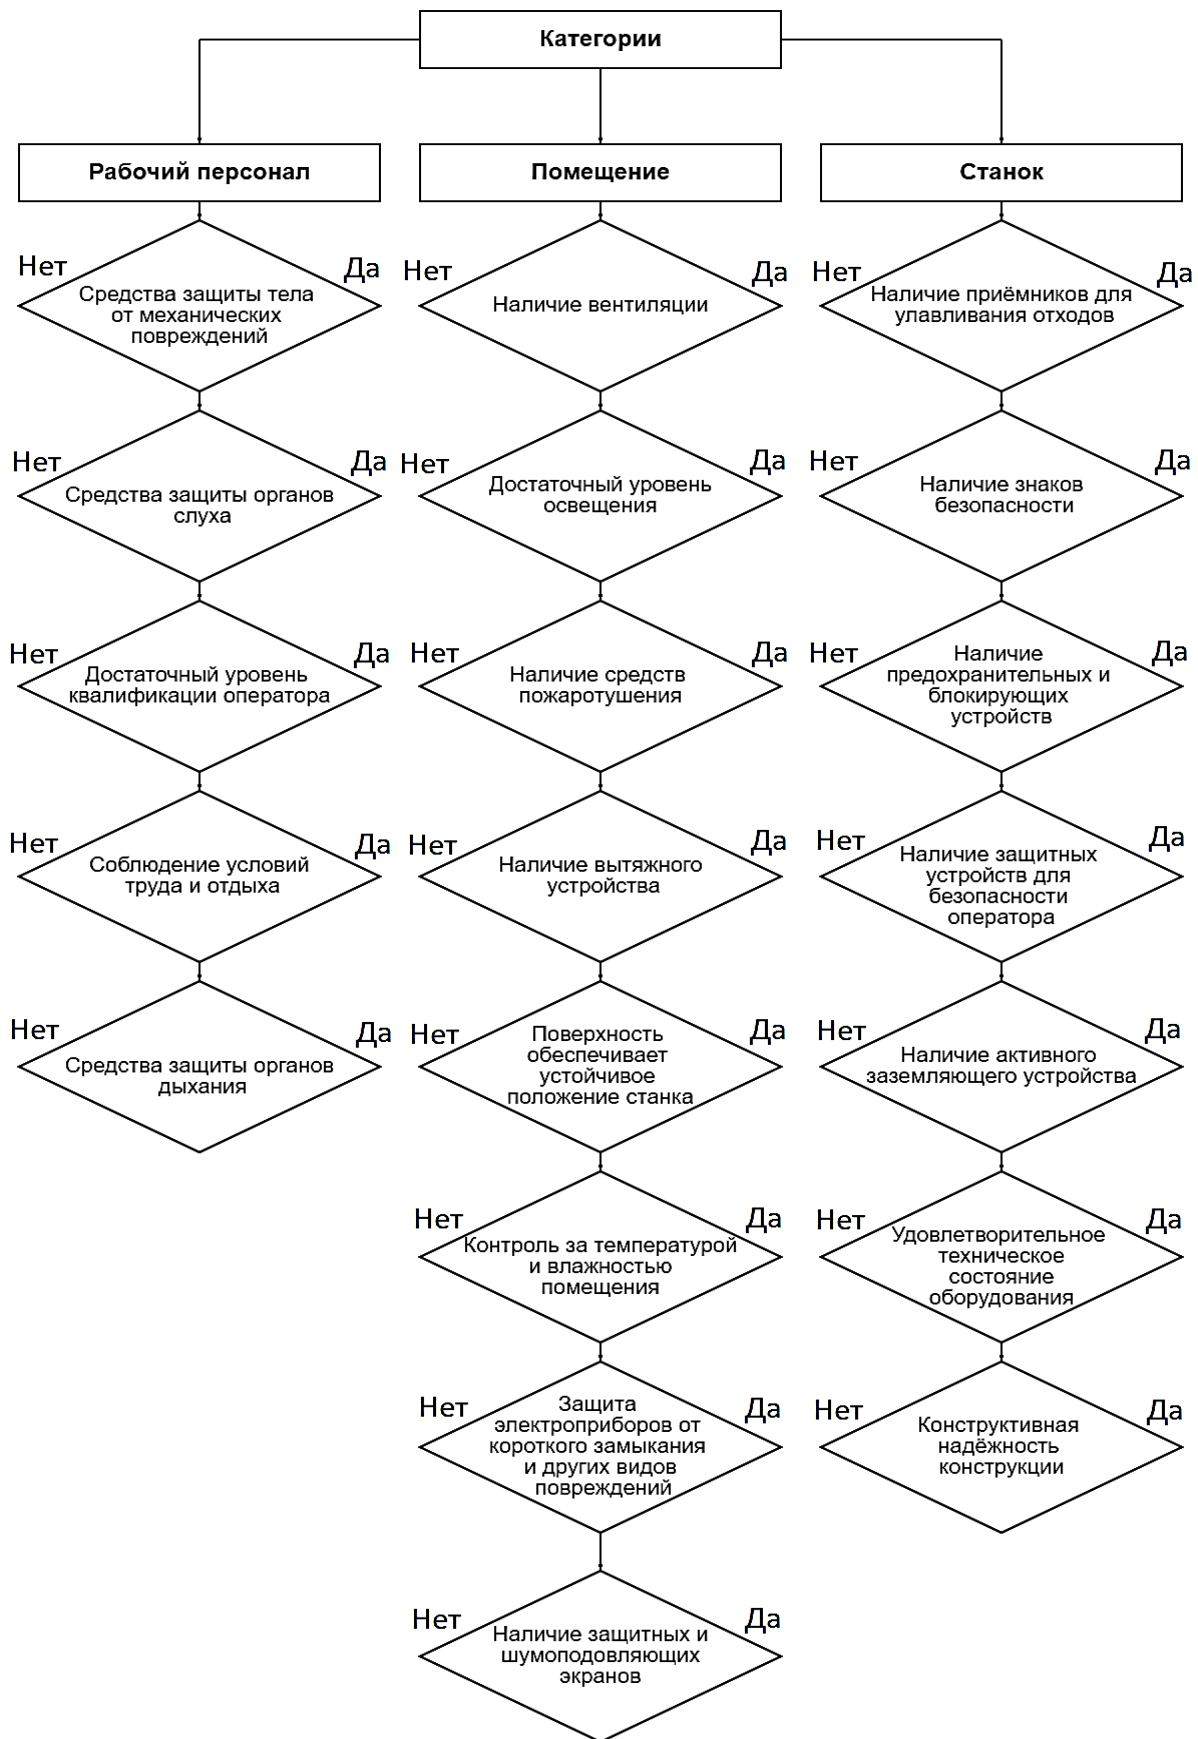 Категории
Рабочий персонал
Нет
Да
Средства защиты тела
от механических
повреждений
Нет
Да
Средства защиты органов
слуха
Нет
Да
Достаточный уровень
квалификации оператора
Нет
Да
Соблюдение условий
труда и отдыха
Нет
Да
Средства защиты органов
дыхания
Помещение
Нет
Да
Наличие вентиляции
Нет
Да
Достаточный уровень
освещения
Нет
Да
Наличие средств
пожаротушения
Нет
Да
Наличие вытяжного
устройства
Нет
Да
Поверхность
обеспечивает
устойчивое
положение станка
Нет
Да
Контроль за температурой
и влажностью
помещения
Нет
Да
Защита
электроприборов от
короткого замыкания
и других видов
повреждений
Нет
Да
Наличие защитных и
шумоподовляющих
экранов
Станок
Нет
Да
Наличие приёмников для
улавливания отходов
Нет
Да
Наличие знаков
безопасности
Нет
Да
Наличие
предохранительных и
блокирующих
устройств
Нет
Да
Наличие защитных
устройств для
безопасности
оператора
Нет
Да
Наличие активного
заземляющего устройства
Нет
Да
Удовлетворительное
техническое
состояние
оборудования
Нет
Да
Конструктивная
надёжность
конструкции